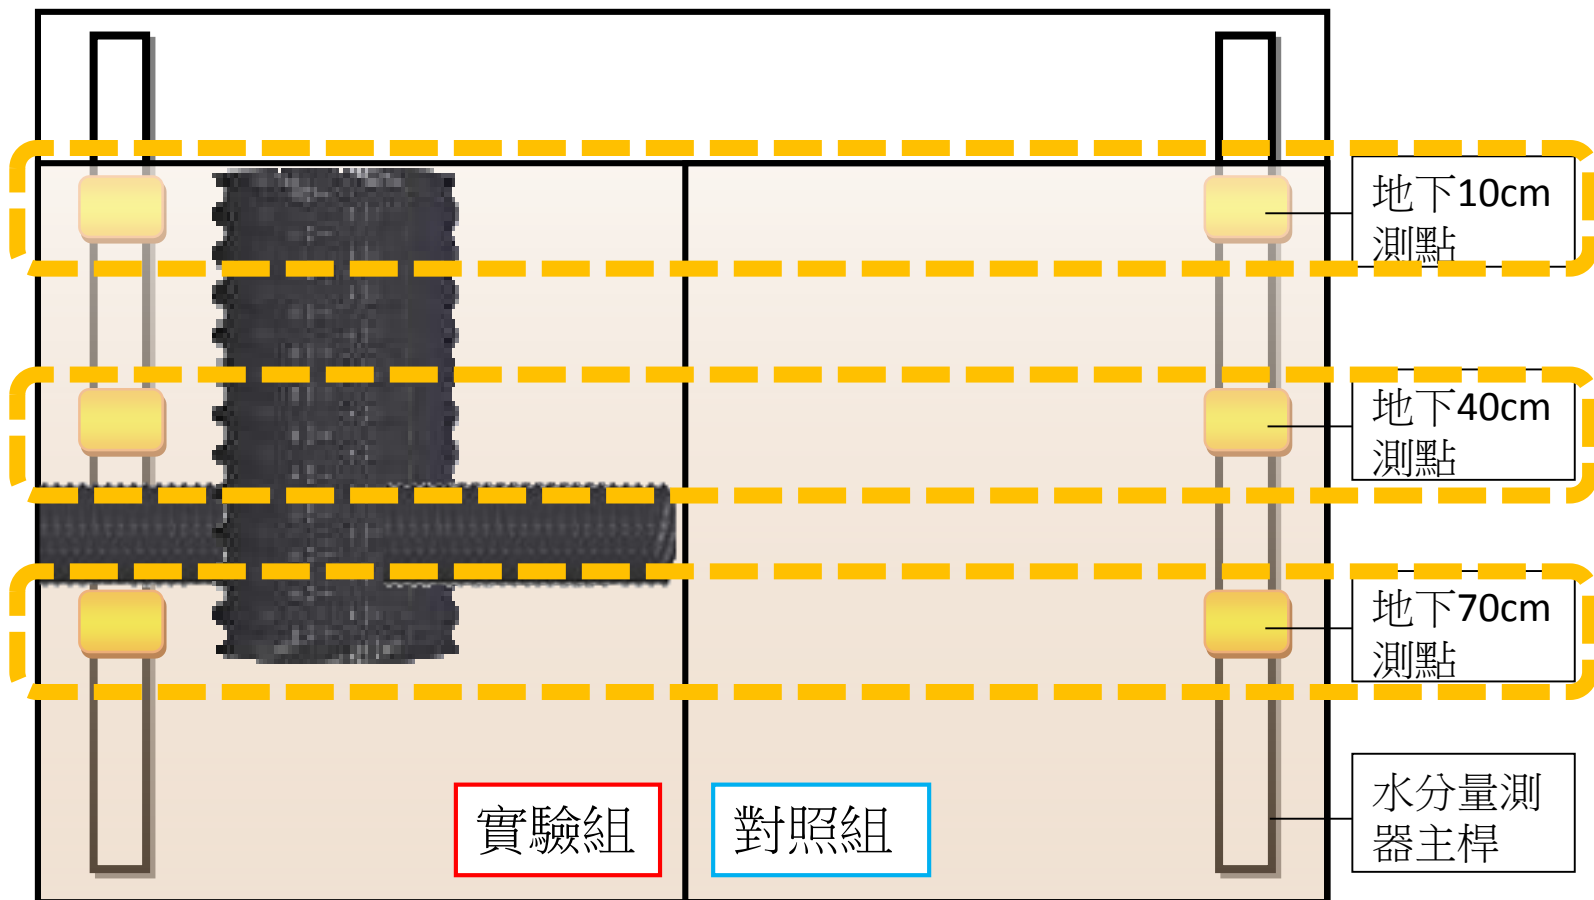 地下10cm
測點
地下40cm
測點
地下70cm
測點
實驗組
對照組
水分量測
器主桿